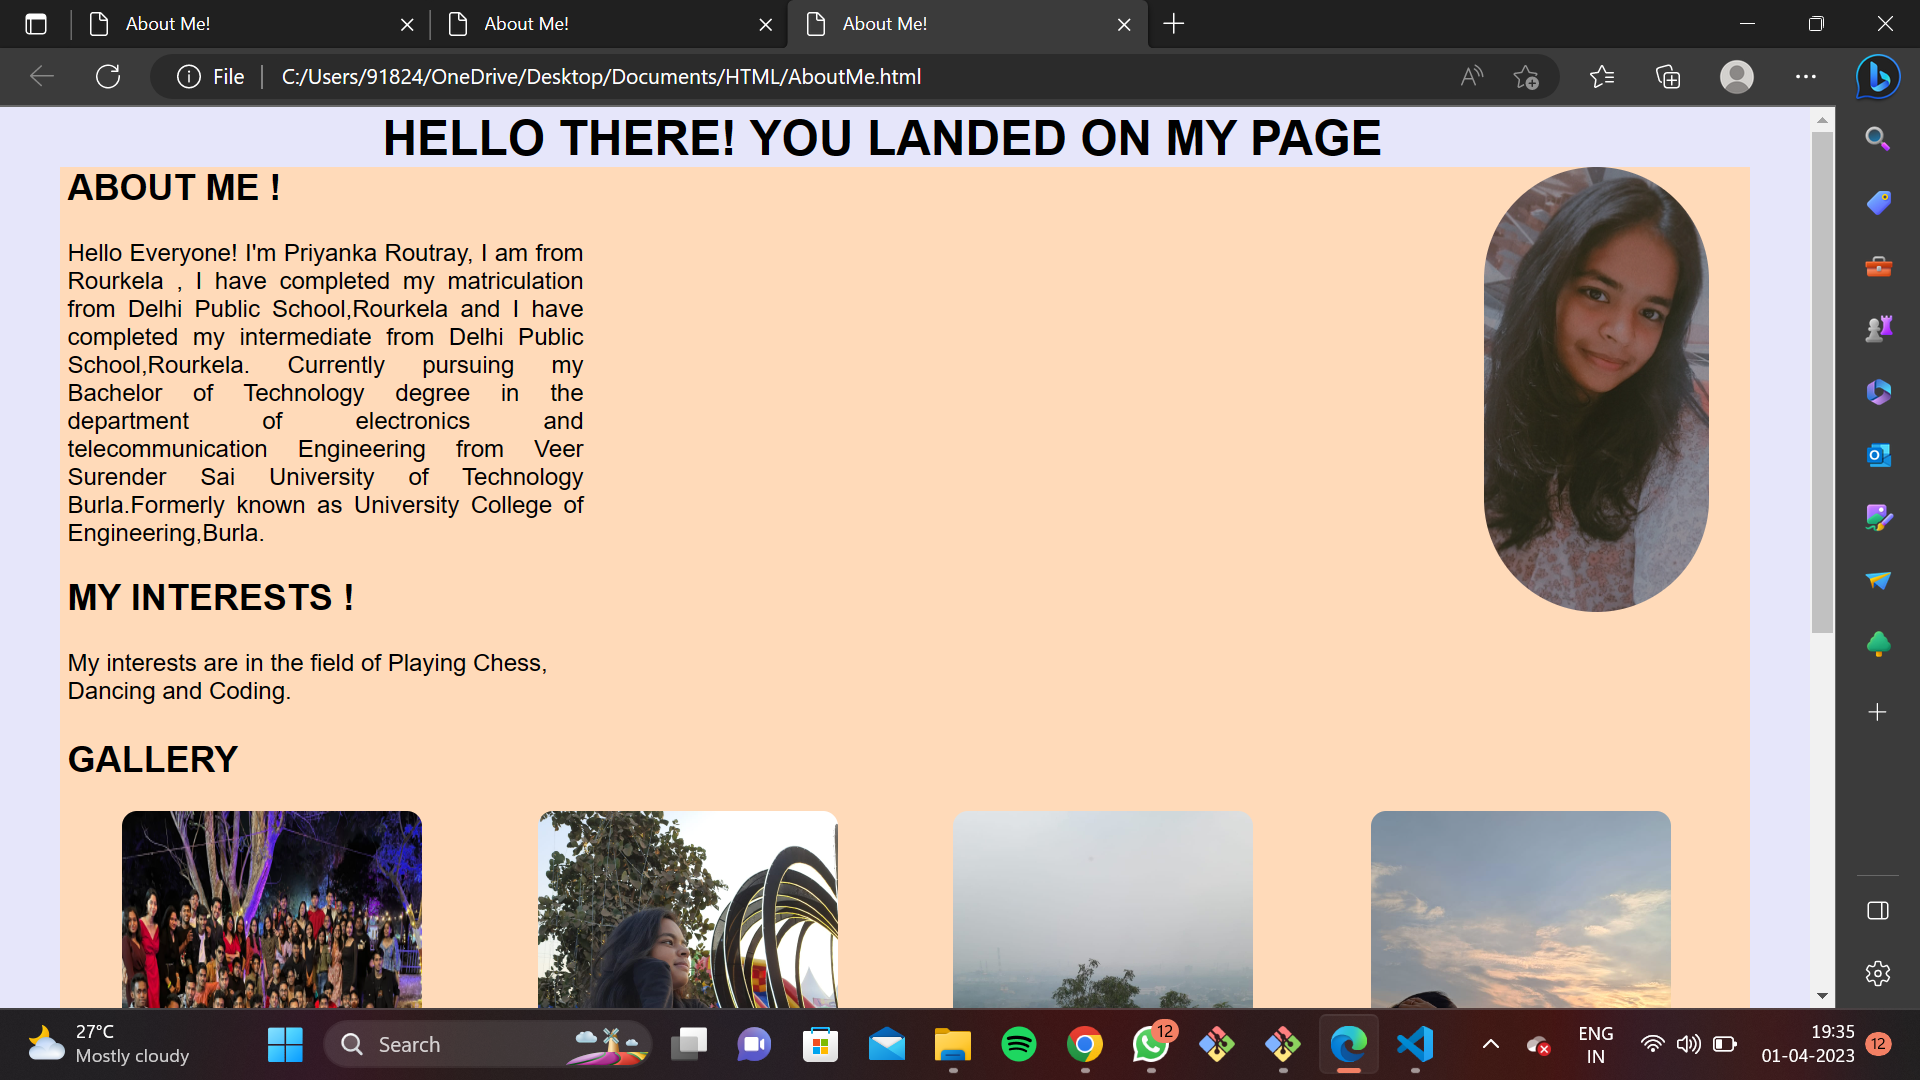 About Me!
About Me!
About Me!
File
C:/Users/91824/OneDrive/Desktop/Documents/HTML/AboutMe.html
HELLO THERE! YOU LANDED ON MY PAGE
ABOUT ME !
Hello Everyone! I'm Priyanka Routray, I am from
Rourkela , I have completed my matriculation
from Delhi Public School,Rourkela and I have
completed my intermediate from Delhi Public
School,Rourkela. Currently pursuing my
Bachelor of Technology degree in the
department of electronics and
telecommunication Engineering from Veer
Surender Sai University of Technology
Burla.Formerly known as University College of
Engineering,Burla.
MY INTERESTS !
My interests are in the field of Playing Chess,
Dancing and Coding.
GALLERY
27°C
Mostly cloudy
Search
12
ENG
IN
19:35
01-04-2023
12